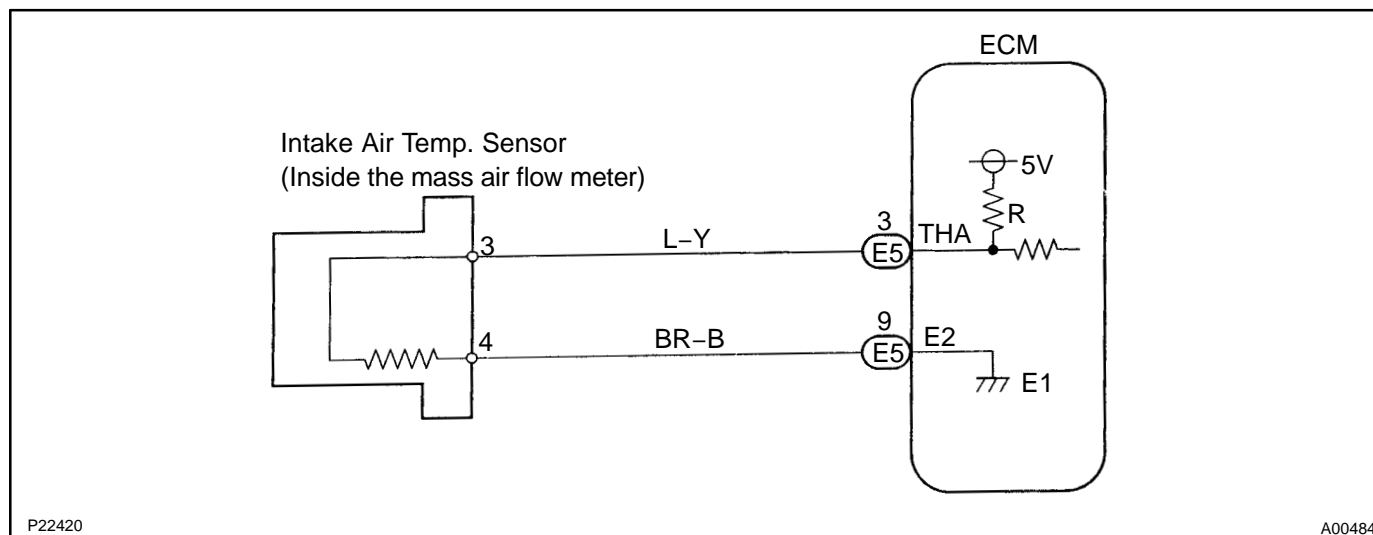 ECM
Intake Air Temp. Sensor
(Inside the mass air flow meter)
5V
R
3
L–Y
3
E5
THA
4
BR–B
9
E5
E2
E1
P22420
A00484